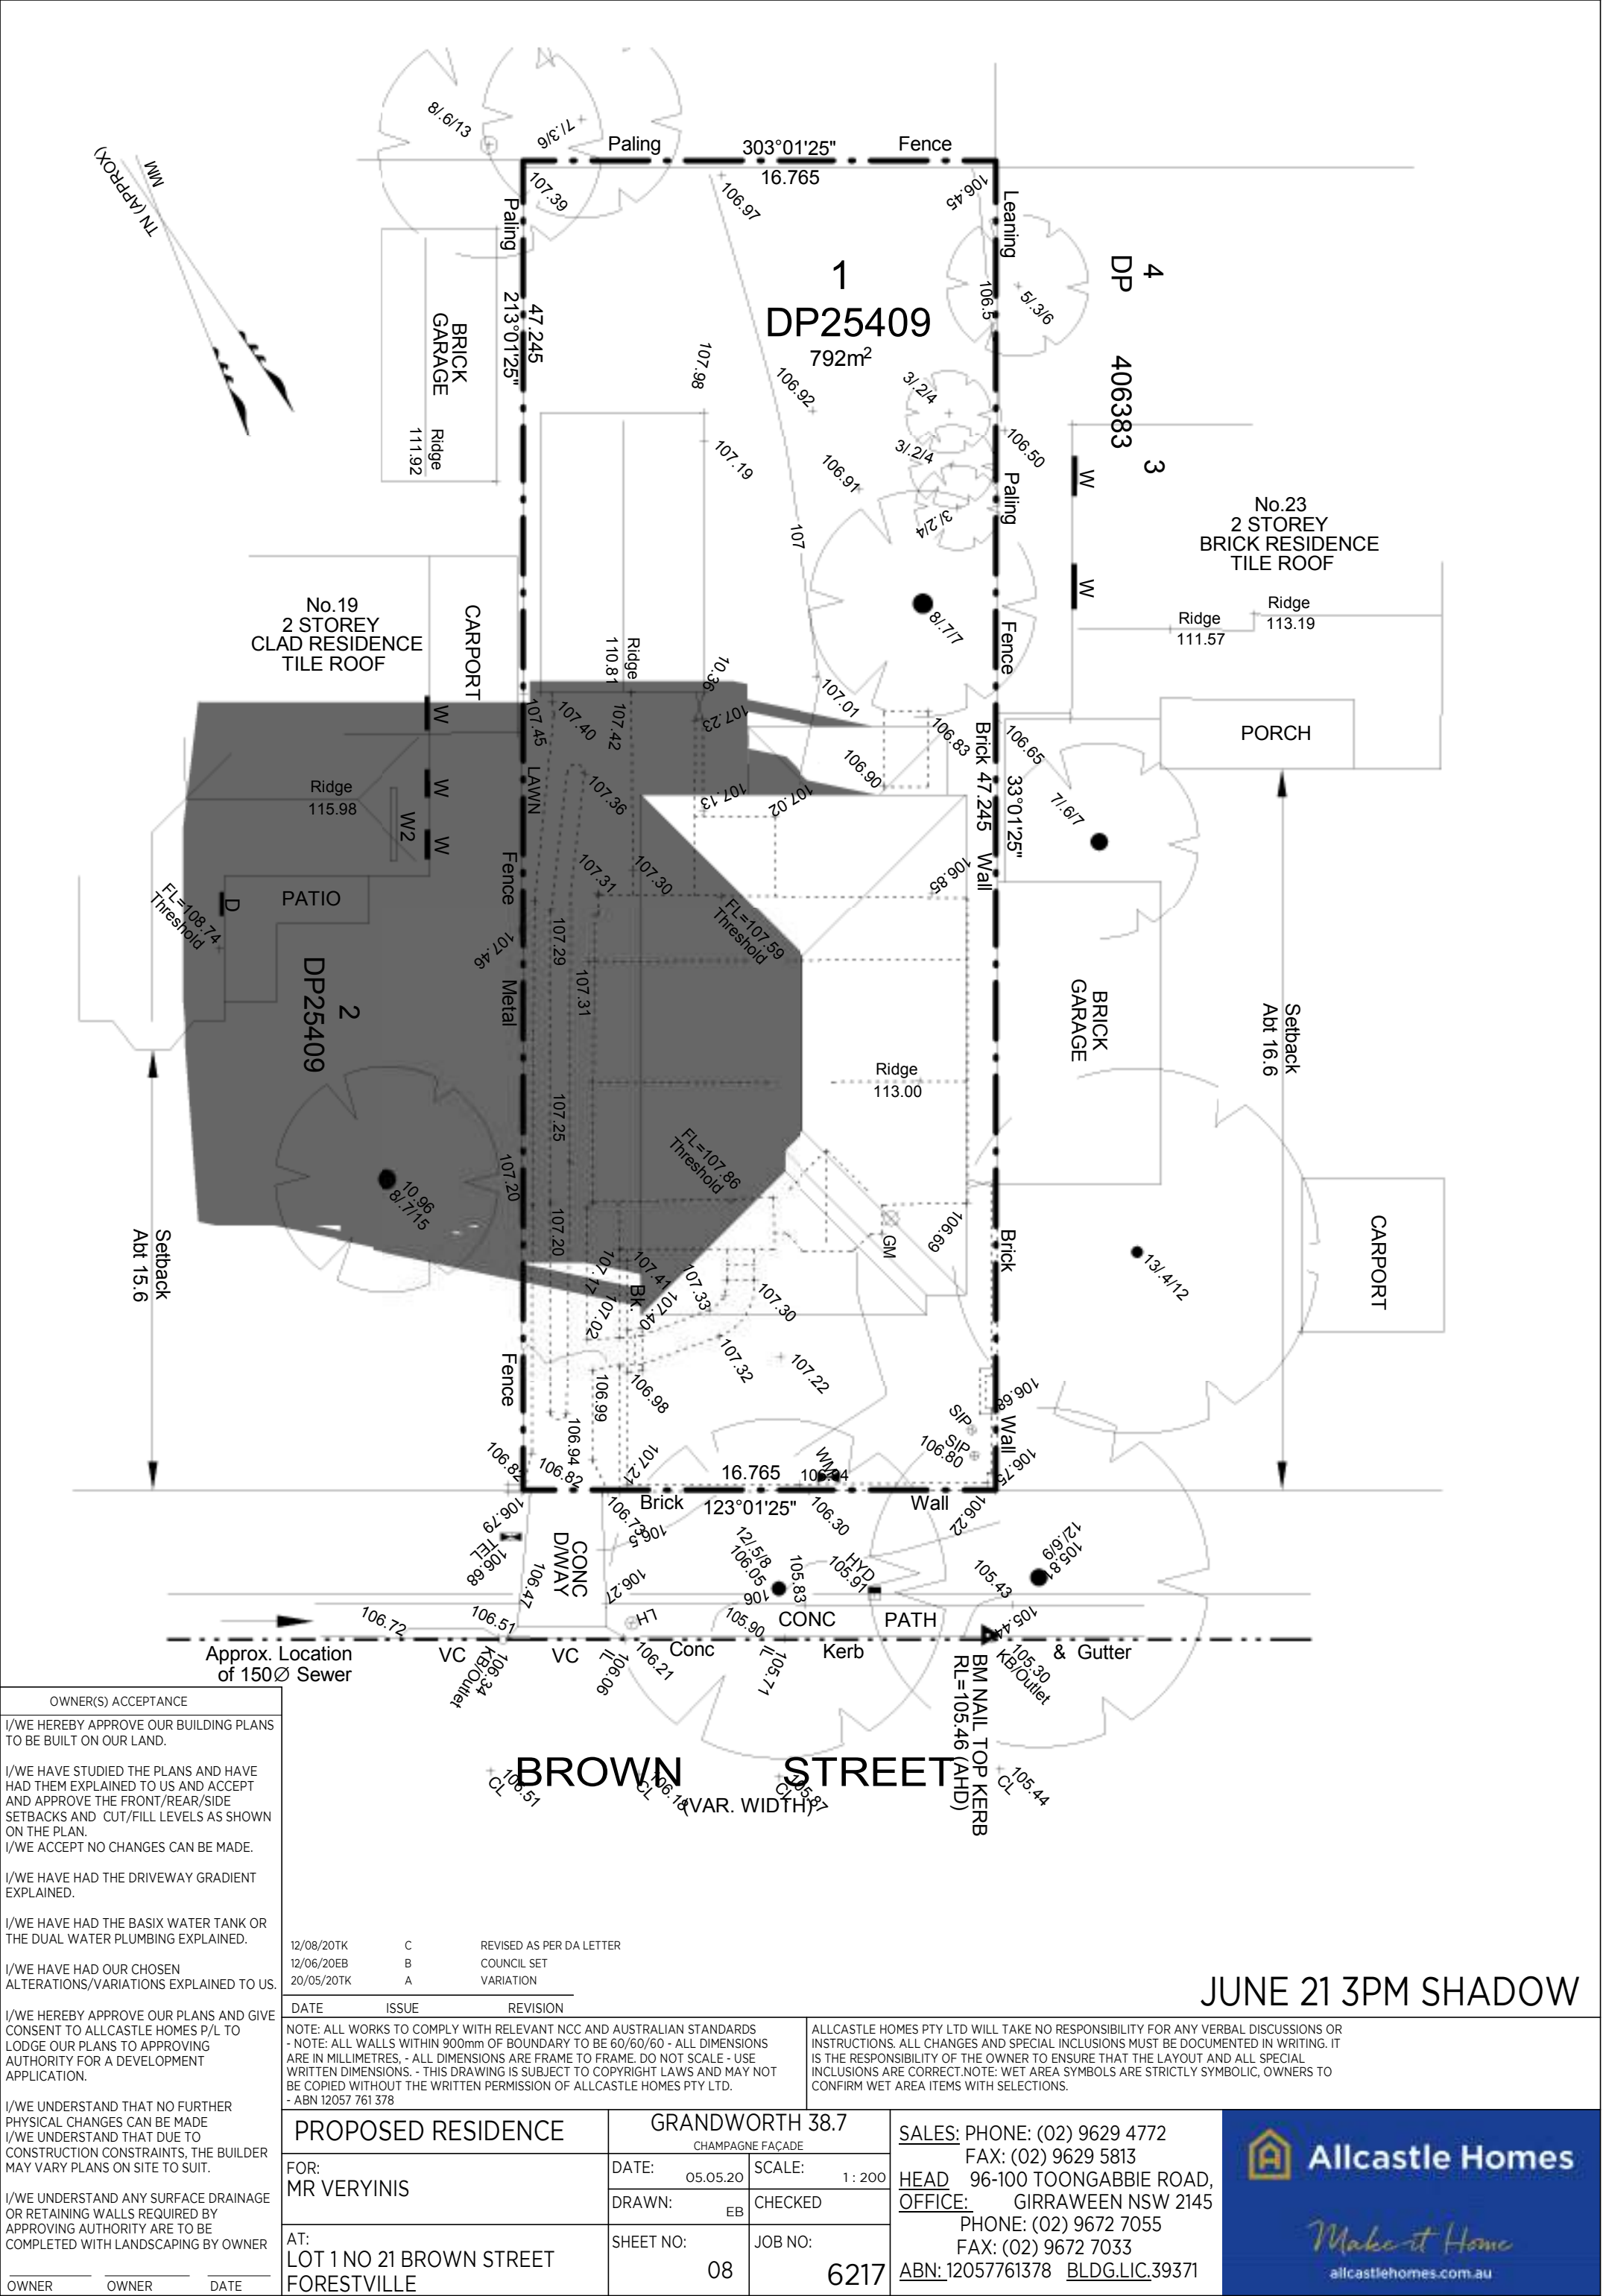 8/.6/13
7/.3/6
Paling
303°01'25"
Fence
16.765
MM
TN (APPROX)
107.39
106.97
106.45
Paling
Leaning
1
DP25409
792m²
4
DP
406383
3
5/.3/6
106.5
47.245
213°01'25"
BRICK
GARAGE
Ridge
111.92
107.98
106.92
3/.2/4
107.19
106.91
3/.2/4
106.50
Paling
W
3/.2/4
107
No.23
2 STOREY
BRICK RESIDENCE
TILE ROOF
W
Ridge
113.19
Ridge
111.57
No.19
2 STOREY
CLAD RESIDENCE
TILE ROOF
CARPORT
8/.7/7
Fence
Ridge
110.81
107.01
W
107.45
107.40
107.42
107.23
106.83
Brick
106.65
PORCH
LAWN
106.90
47.245
33°01'25"
Ridge
115.98
W
W2
W
107.36
107.13
107.02
7/.6/7
Fence
107.31
107.30
106.85
Wall
PATIO
D
FL=108.74
Threshold
FL=107.59
Threshold
107.46
107.29
107.31
Metal
2
DP25409
BRICK
GARAGE
Setback
Abt 16.6
Ridge
113.00
107.25
FL=107.86
Threshold
107.20
10.96
8/.7/15
107.20
106.69
GM
Brick
13/.4/12
CARPORT
Setback
Abt 15.6
107.17
107.41
Bk.
107.40
107.33
107.30
107.02
107.32
107.22
Fence
106.99
106.98
106.68
SIP
SIP
106.80
Wall
106.94
106.82
106.82
107.21
16.765
WM
106.75
Brick
123°01'25"
Wall
106.79
106.73
106.5
106.30
106.22
TEL
106.68
CONC
D/WAY
106.47
106.27
12/.5/8
106.05
106
105.83
HYD
105.91
105.43
12/.6/9
105.81
LH
106.72
106.51
105.90
CONC
PATH
105.44
Approx. Location
of 150Ø Sewer
VC
VC
Conc
Kerb
& Gutter
106.34
KB/Outlet
106.06
IL
106.21
105.71
IL
105.30
KB/Outlet
BM NAIL TOP KERB
RL=105.46 (AHD)
BROWN STREET
(VAR. WIDTH)
106.51
CL
106.18
CL
105.87
CL
105.44
CL
OWNER(S) ACCEPTANCE
I/WE HEREBY APPROVE OUR BUILDING PLANS
TO BE BUILT ON OUR LAND.
I/WE HAVE STUDIED THE PLANS AND HAVE
HAD THEM EXPLAINED TO US AND ACCEPT
AND APPROVE THE FRONT/REAR/SIDE
SETBACKS AND CUT/FILL LEVELS AS SHOWN
ON THE PLAN.
I/WE ACCEPT NO CHANGES CAN BE MADE.
I/WE HAVE HAD THE DRIVEWAY GRADIENT
EXPLAINED.
I/WE HAVE HAD THE BASIX WATER TANK OR
THE DUAL WATER PLUMBING EXPLAINED.
I/WE HAVE HAD OUR CHOSEN
ALTERATIONS/VARIATIONS EXPLAINED TO US.
I/WE HEREBY APPROVE OUR PLANS AND GIVE
CONSENT TO ALLCASTLE HOMES P/L TO
LODGE OUR PLANS TO APPROVING
AUTHORITY FOR A DEVELOPMENT
APPLICATION.
I/WE UNDERSTAND THAT NO FURTHER
PHYSICAL CHANGES CAN BE MADE
I/WE UNDERSTAND THAT DUE TO
CONSTRUCTION CONSTRAINTS, THE BUILDER
MAY VARY PLANS ON SITE TO SUIT.
I/WE UNDERSTAND ANY SURFACE DRAINAGE
OR RETAINING WALLS REQUIRED BY
APPROVING AUTHORITY ARE TO BE
COMPLETED WITH LANDSCAPING BY OWNER
OWNER OWNER DATE
12/08/20TK C REVISED AS PER DA LETTER
12/06/20EB B COUNCIL SET
20/05/20TK A VARIATION
DATE ISSUE REVISION
JUNE 21 3PM SHADOW
NOTE: ALL WORKS TO COMPLY WITH RELEVANT NCC AND AUSTRALIAN STANDARDS
- NOTE: ALL WALLS WITHIN 900mm OF BOUNDARY TO BE 60/60/60 - ALL DIMENSIONS
ARE IN MILLIMETRES, - ALL DIMENSIONS ARE FRAME TO FRAME. DO NOT SCALE - USE
WRITTEN DIMENSIONS. - THIS DRAWING IS SUBJECT TO COPYRIGHT LAWS AND MAY NOT
BE COPIED WITHOUT THE WRITTEN PERMISSION OF ALLCASTLE HOMES PTY LTD.
- ABN 12057 761 378
ALLCASTLE HOMES PTY LTD WILL TAKE NO RESPONSIBILITY FOR ANY VERBAL DISCUSSIONS OR
INSTRUCTIONS. ALL CHANGES AND SPECIAL INCLUSIONS MUST BE DOCUMENTED IN WRITING. IT
IS THE RESPONSIBILITY OF THE OWNER TO ENSURE THAT THE LAYOUT AND ALL SPECIAL
INCLUSIONS ARE CORRECT.NOTE: WET AREA SYMBOLS ARE STRICTLY SYMBOLIC, OWNERS TO
CONFIRM WET AREA ITEMS WITH SELECTIONS.
PROPOSED RESIDENCE
FOR:
MR VERYINIS
AT:
LOT 1 NO 21 BROWN STREET
FORESTVILLE
GRANDWORTH 38.7
CHAMPAGNE FAÇADE
DATE: 05.05.20
SCALE: 1 : 200
DRAWN: EB
CHECKED
SHEET NO: 08
JOB NO: 6217
SALES: PHONE: (02) 9629 4772
FAX: (02) 9629 5813
HEAD 96-100 TOONGABBIE ROAD,
OFFICE: GIRRAWEEN NSW 2145
PHONE: (02) 9672 7055
FAX: (02) 9672 7033
ABN: 12057761378 BLDG.LIC.39371
Allcastle Homes
Make it Home
allcastlehomes.com.au